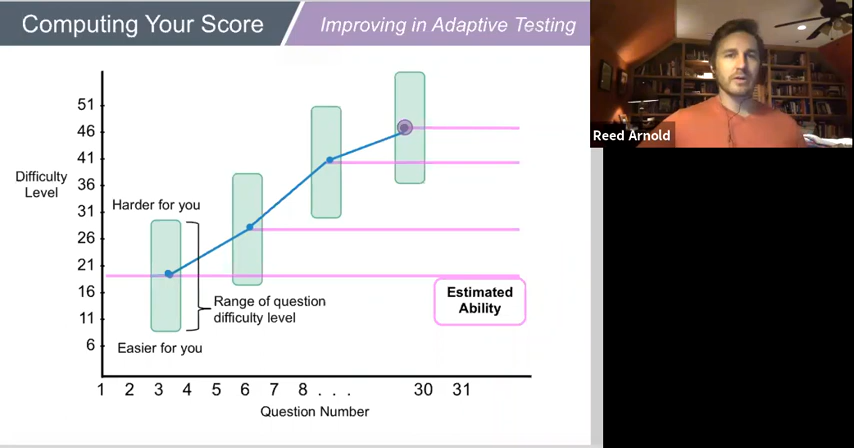 Computing Your Score
Improving in Adaptive Testing
Reed Arnold
51
46
41
36
31
26
21
16
11
6
Difficulty
Level
Harder for you
Range of question
difficulty level
Easier for you
Estimated
Ability
1 2 3 4 5 6 7 8 . . . 30 31
Question Number